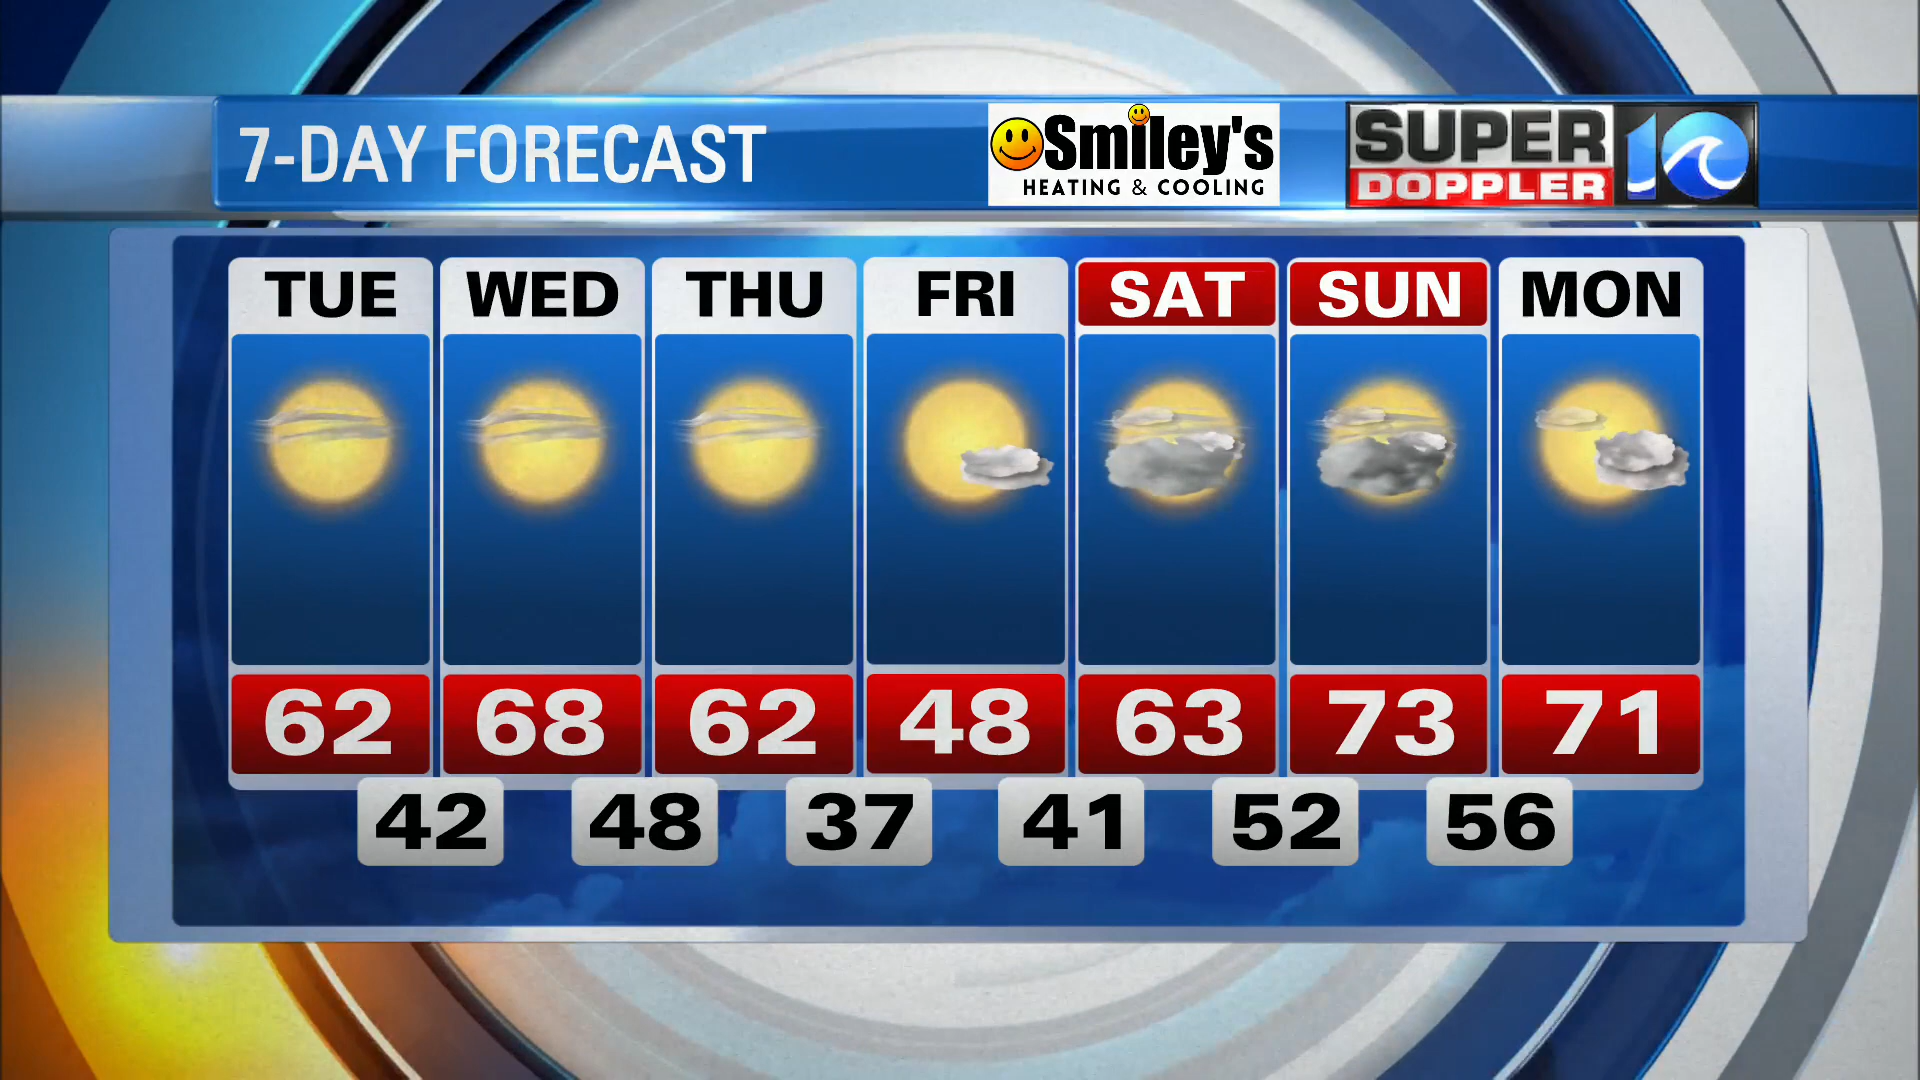 7-DAY FORECAST
Smiley's
HEATING & COOLING
SUPER
DOPPLER
10
TUE WED THU FRI SAT SUN MON
62 68 62 48 63 73 71
42 48 37 41 52 56